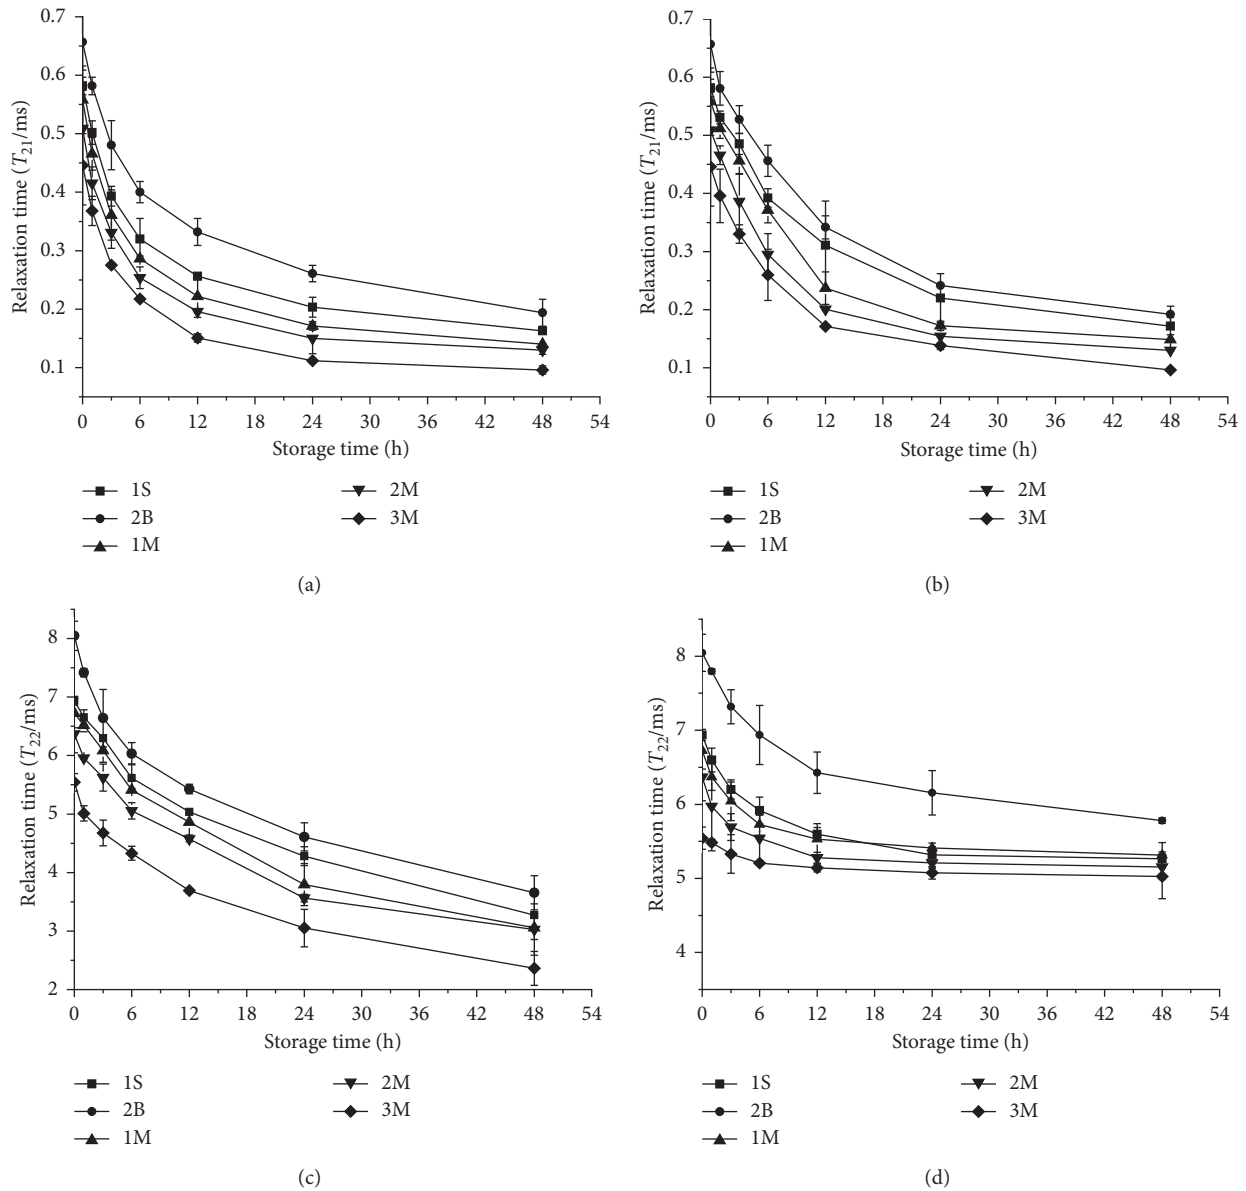 0.7
0.6
0.5
0.4
0.3
0.2
0.1
Relaxation time (T21/ms)
0 6 12 18 24 30 36 42 48 54
Storage time (h)
1S 2M
2B 3M
1M
(a)
0.7
0.6
0.5
0.4
0.3
0.2
0.1
Relaxation time (T21/ms)
0 6 12 18 24 30 36 42 48 54
Storage time (h)
1S 2M
2B 3M
1M
(b)
8
7
6
5
4
3
2
Relaxation time (T22/ms)
0 6 12 18 24 30 36 42 48 54
Storage time (h)
1S 2M
2B 3M
1M
(c)
8
7
6
5
4
Relaxation time (T22/ms)
0 6 12 18 24 30 36 42 48 54
Storage time (h)
1S 2M
2B 3M
1M
(d)